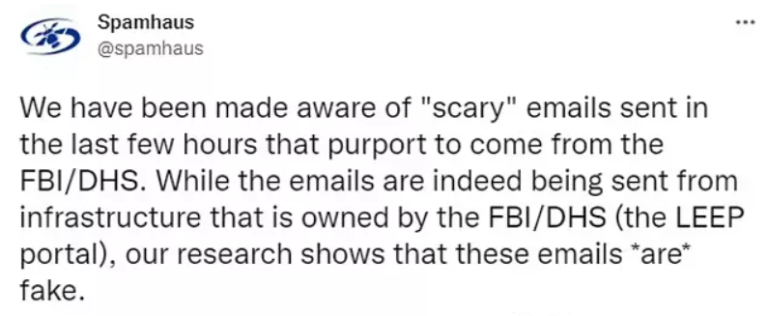 Spamhaus
@spamhaus
We have been made aware of "scary" emails sent in
the last few hours that purport to come from the
FBI/DHS. While the emails are indeed being sent from
infrastructure that is owned by the FBI/DHS (the LEEP
portal), our research shows that these emails *are*
fake.